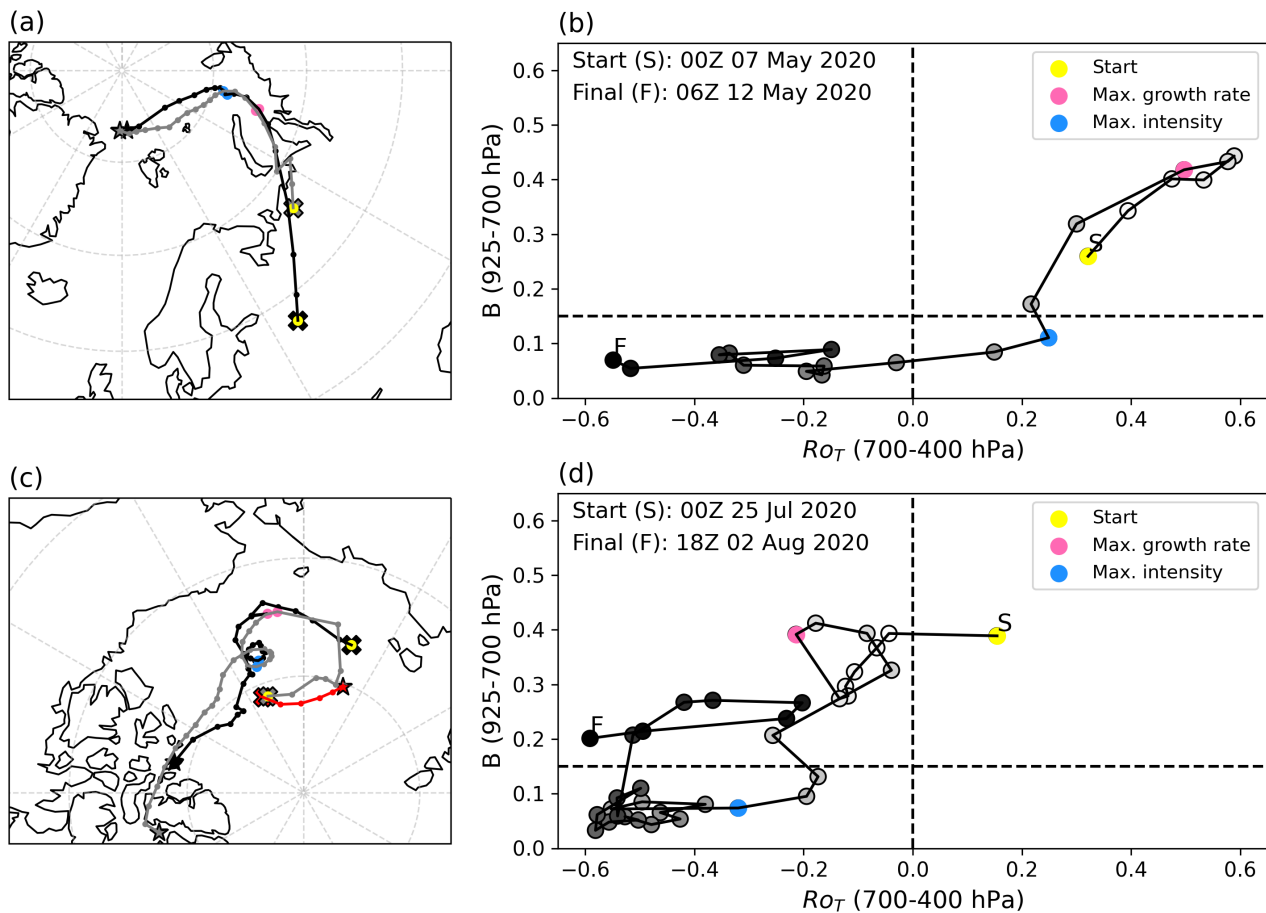 (a)
(b)
Start (S): 00Z 07 May 2020
Final (F): 06Z 12 May 2020
Start
Max. growth rate
Max. intensity
S
F
0.6
0.5
0.4
0.3
0.2
0.1
0.0
B (925-700 hPa)
−0.6 −0.4 −0.2 0.0 0.2 0.4 0.6
Ro_T (700-400 hPa)
(c)
(d)
Start (S): 00Z 25 Jul 2020
Final (F): 18Z 02 Aug 2020
Start
Max. growth rate
Max. intensity
S
F
0.6
0.5
0.4
0.3
0.2
0.1
0.0
B (925-700 hPa)
−0.6 −0.4 −0.2 0.0 0.2 0.4 0.6
Ro_T (700-400 hPa)